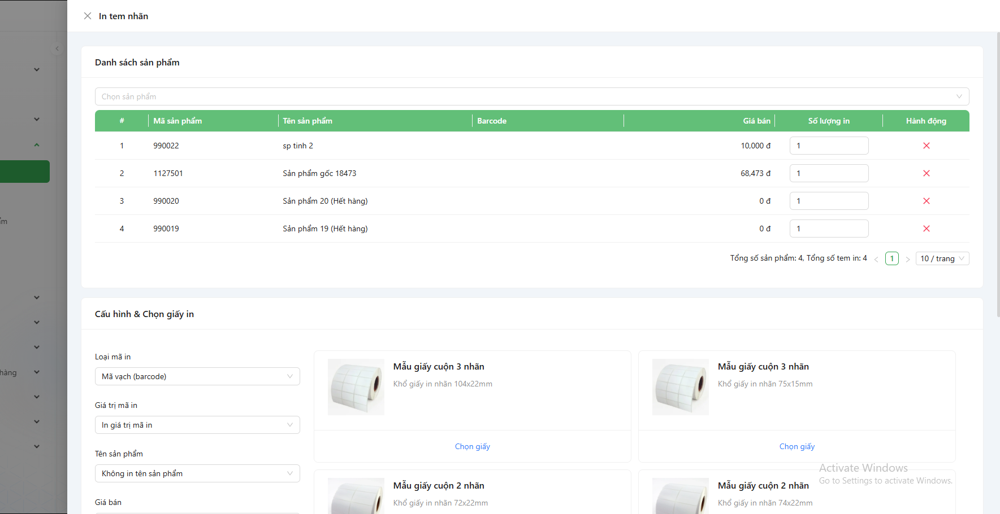 In tem nhãn
Danh sách sản phẩm
Chọn sản phẩm
# Mã sản phẩm Tên sản phẩm Barcode Giá bán Số lượng in Hành động
1 990022 sp tinh 2 10,000 đ 1
2 1127501 Sản phẩm gốc 18473 68,473 đ 1
3 990020 Sản phẩm 20 (Hết hàng) 0 đ 1
4 990019 Sản phẩm 19 (Hết hàng) 0 đ 1
Tổng số sản phẩm: 4, Tổng số tem in: 4 1 10 / trang
Cấu hình & Chọn giấy in
Loại mã in
Mã vạch (barcode)
Giá trị mã in
In giá trị mã in
Tên sản phẩm
Không in tên sản phẩm
Giá bán
Mẫu giấy cuộn 3 nhãn
Khổ giấy in nhãn 104x22mm
Chọn giấy
Mẫu giấy cuộn 3 nhãn
Khổ giấy in nhãn 75x15mm
Chọn giấy
Mẫu giấy cuộn 2 nhãn
Khổ giấy in nhãn 72x22mm
Mẫu giấy cuộn 2 nhãn
Khổ giấy in nhãn 74x22mm
Activate Windows
Go to Settings to activate Windows.
hàng